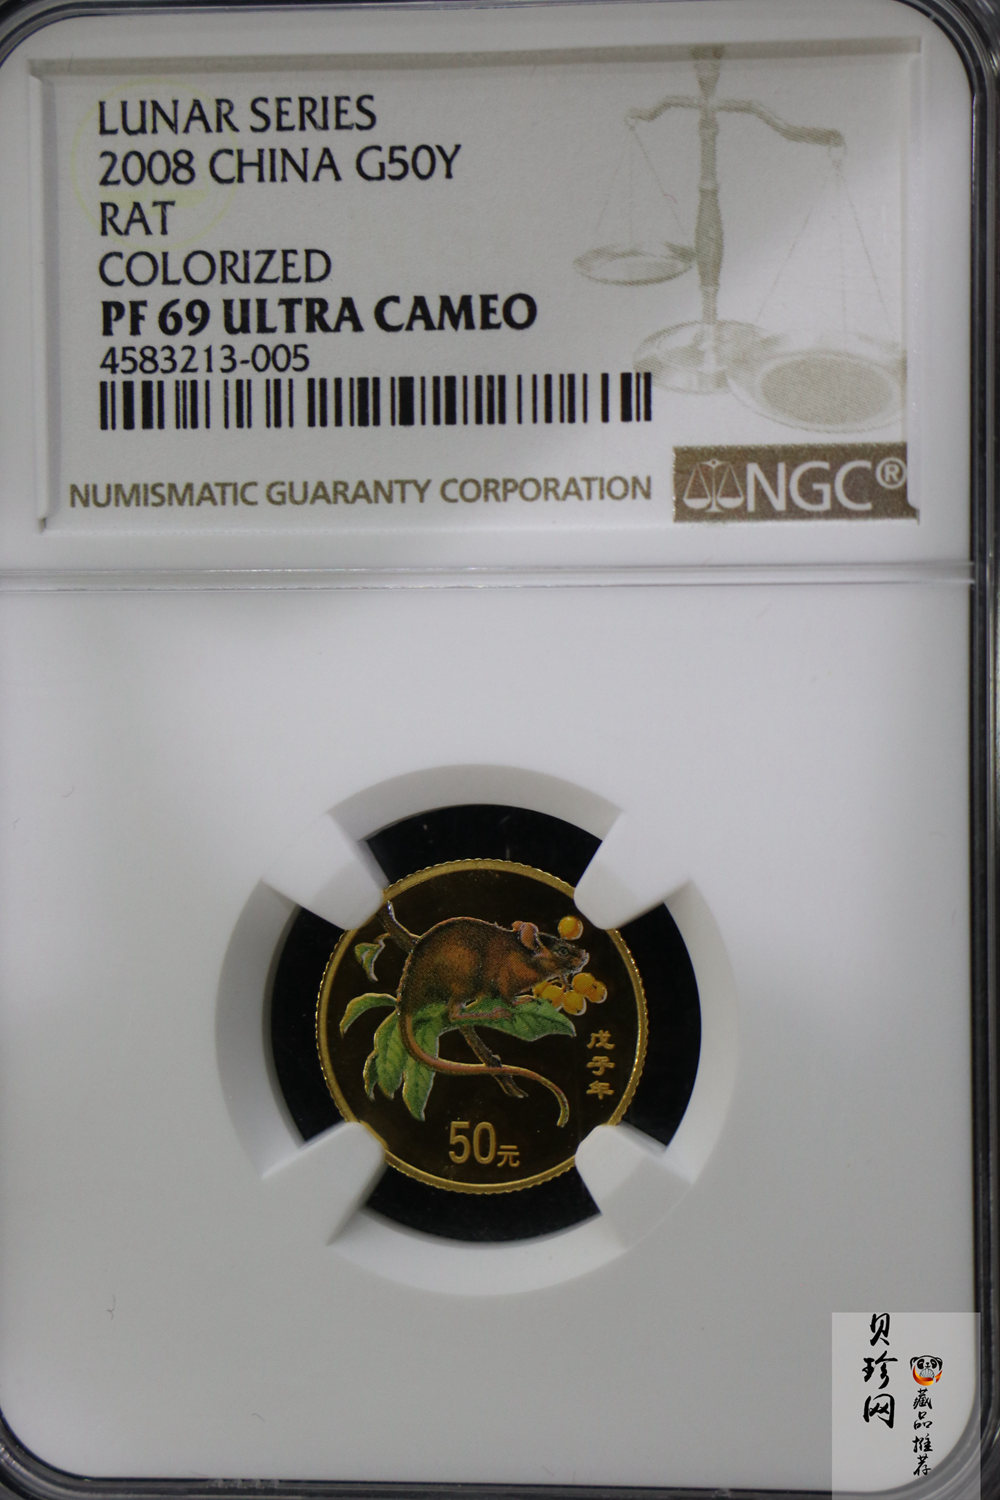 LUNAR SERIES
2008 CHINA G50Y
RAT
COLORIZED
PF 69 ULTRA CAMEO
4583213-005
NUMISMATIC GUARANTY CORPORATION
NGC®
戊子年
50元
贝珍网
藏品推荐